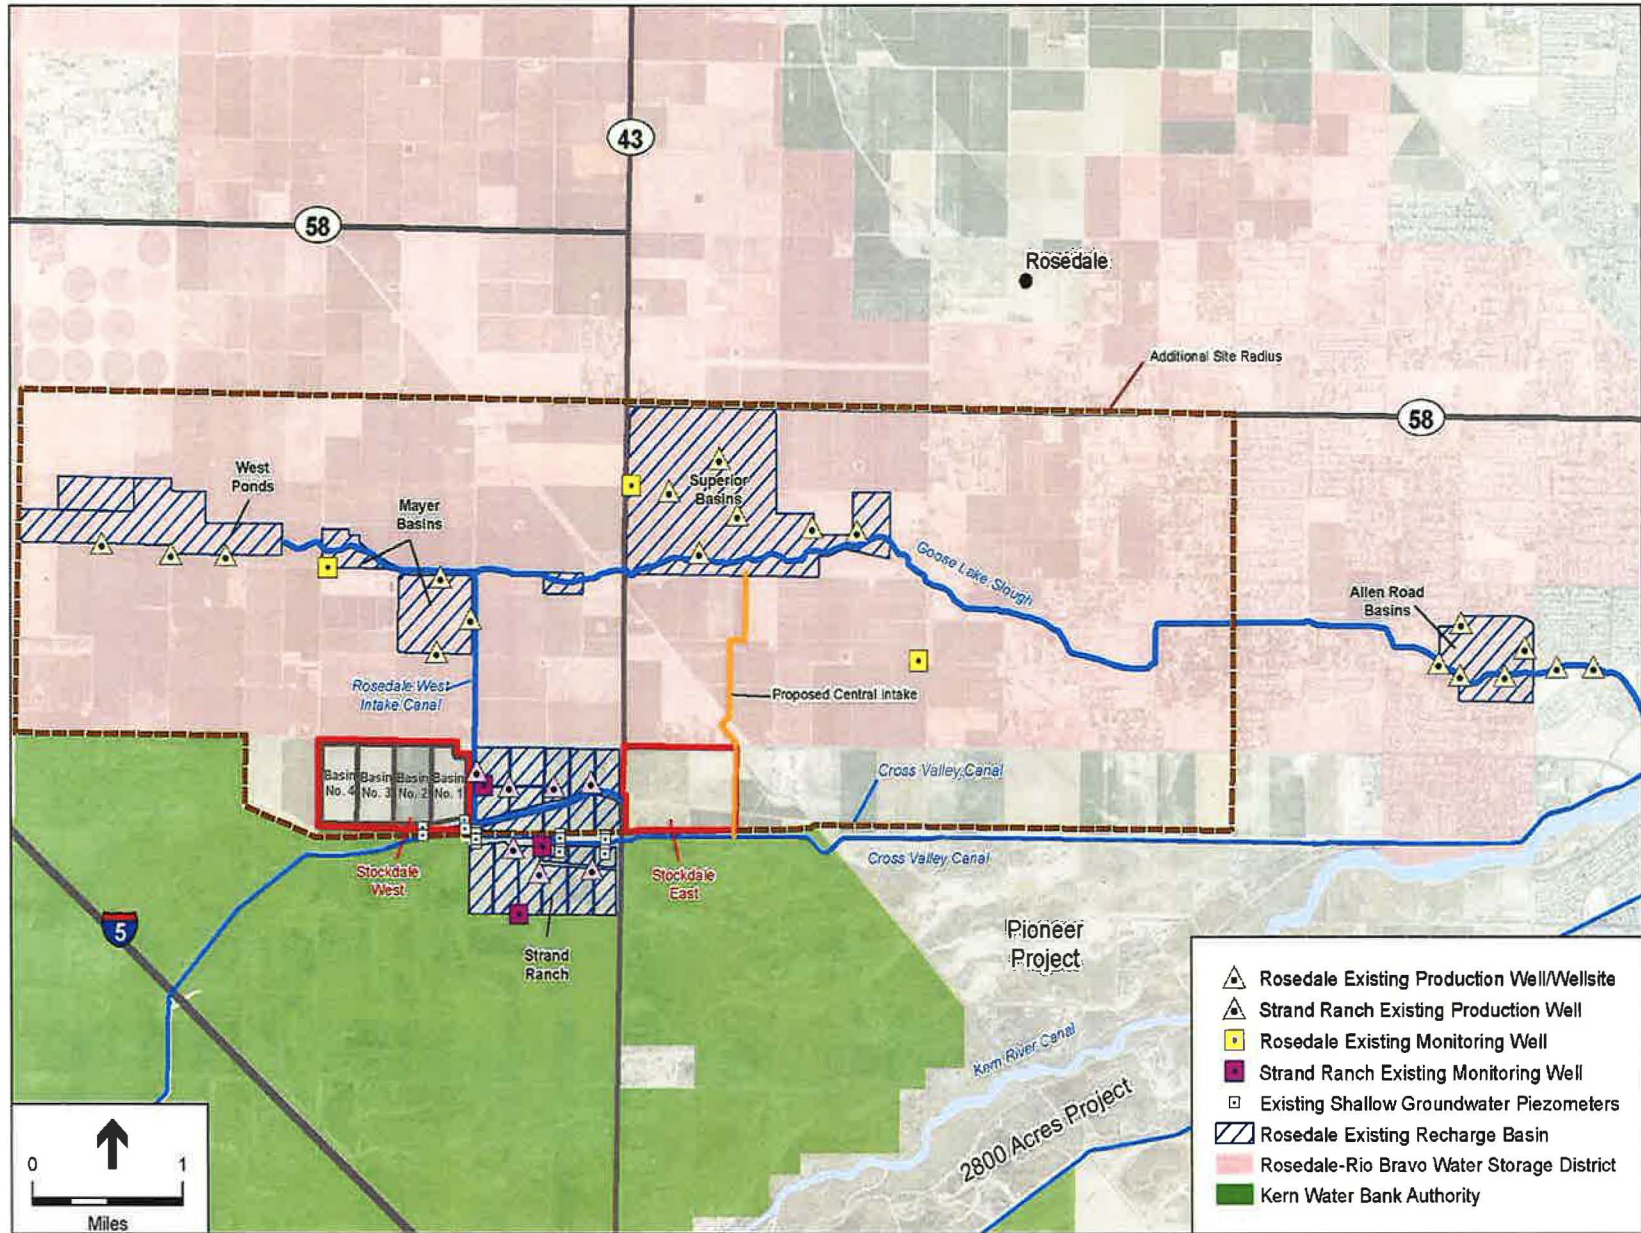 43
58
Rosedale
Additional Site Radius
58
West
Ponds
Mayer
Basins
Superior
Basins
Goose Lake Slough
Allen Road
Basins
Rosedale West
Intake Canal
Proposed Central Intake
Basin
No. 4
Basin
No. 3
Basin
No. 2
Basin
No. 1
Cross Valley Canal
Cross Valley Canal
Stockdale
West
Stockdale
East
5
Strand
Ranch
Pioneer
Project
Kern River Canal
2800 Acres Project
Rosedale Existing Production Well/Wellsite
Strand Ranch Existing Production Well
Rosedale Existing Monitoring Well
Strand Ranch Existing Monitoring Well
Existing Shallow Groundwater Piezometers
Rosedale Existing Recharge Basin
Rosedale-Rio Bravo Water Storage District
Kern Water Bank Authority
0 1
Miles